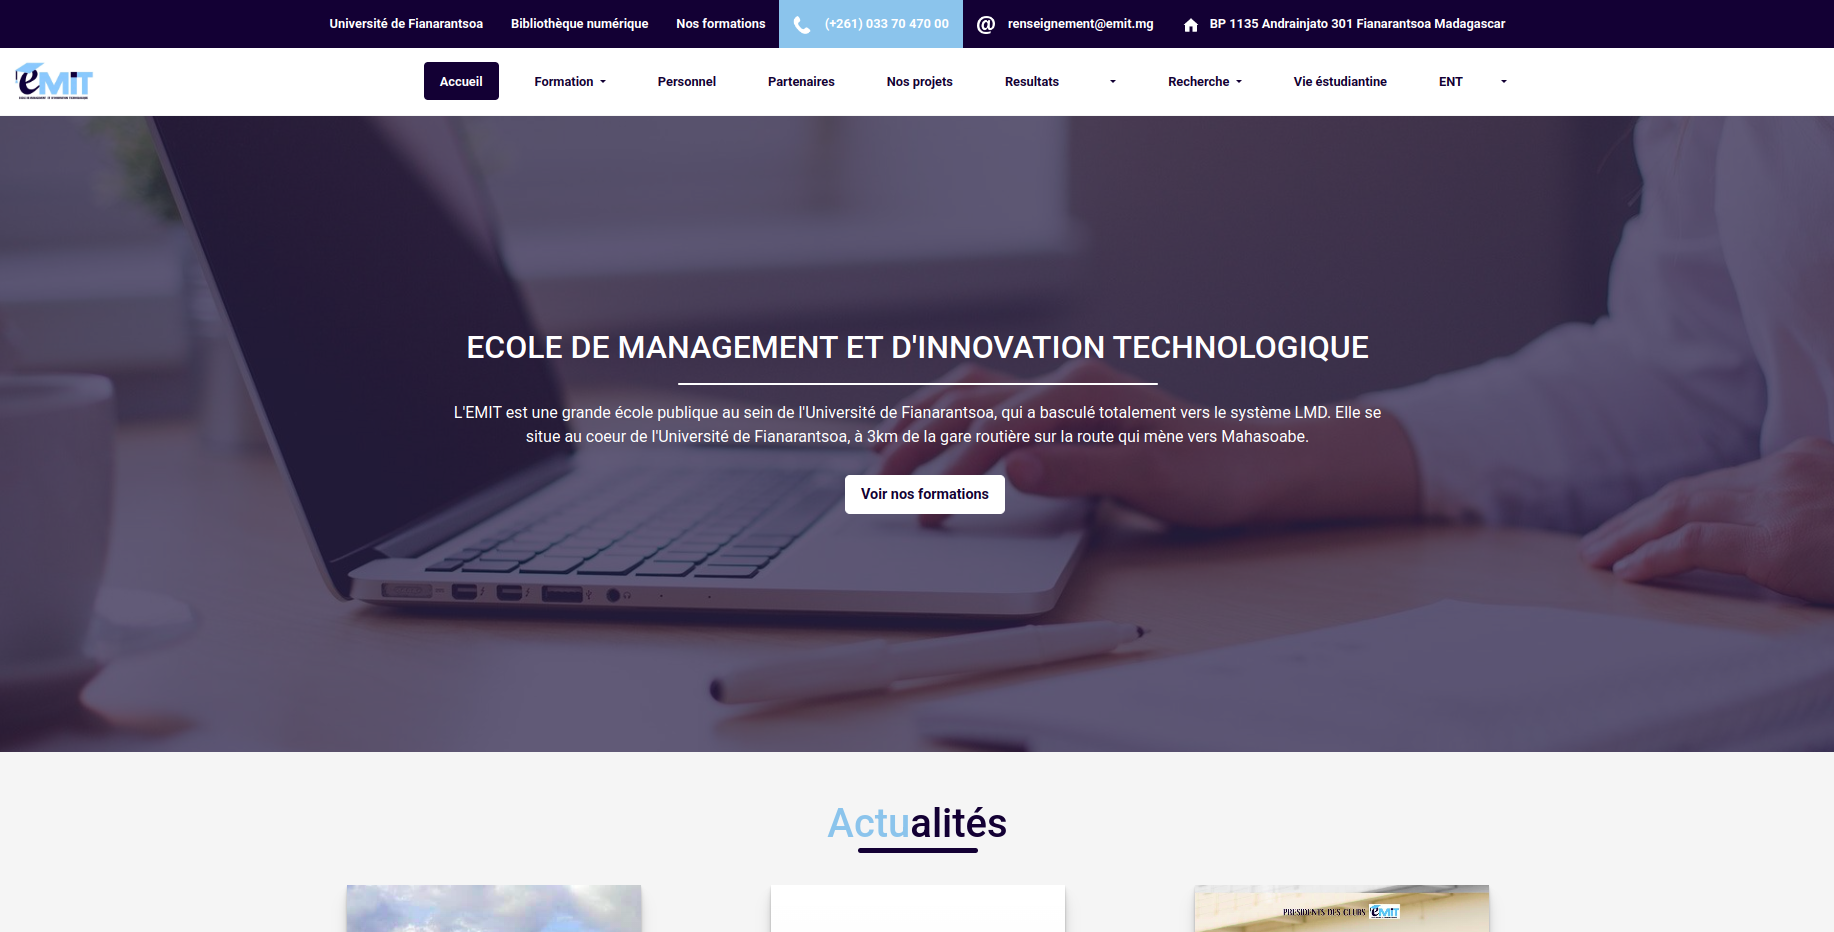 Université de Fianarantsoa Bibliothèque numérique Nos formations (+261) 033 70 470 00 renseignement@emit.mg BP 1135 Andrainjato 301 Fianarantsoa Madagascar
eMIT
Accueil Formation Personnel Partenaires Nos projets Resultats Recherche Vie éstudiantine ENT
ECOLE DE MANAGEMENT ET D'INNOVATION TECHNOLOGIQUE
L'EMIT est une grande école publique au sein de l'Université de Fianarantsoa, qui a basculé totalement vers le système LMD. Elle se
situe au coeur de l'Université de Fianarantsoa, à 3km de la gare routière sur la route qui mène vers Mahasoabe.
Voir nos formations
Actualités
PRESIDENTS DES CLUBS eMIT